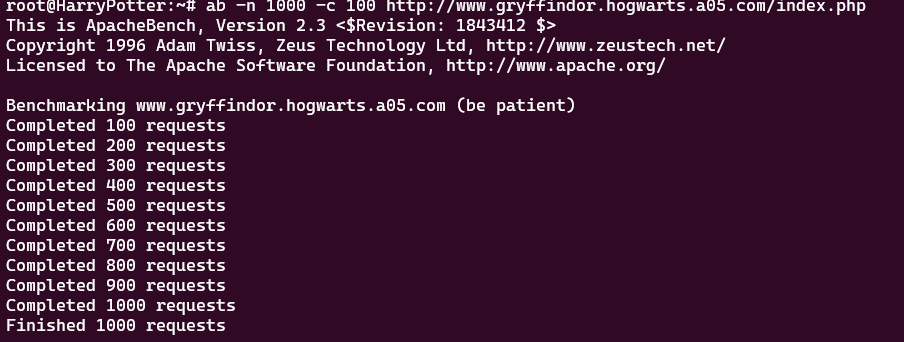 root@HarryPotter:~# ab -n 1000 -c 100 http://www.gryffindor.hogwarts.a05.com/index.php
This is ApacheBench, Version 2.3 <$Revision: 1843412 $>
Copyright 1996 Adam Twiss, Zeus Technology Ltd, http://www.zeustech.net/
Licensed to The Apache Software Foundation, http://www.apache.org/

Benchmarking www.gryffindor.hogwarts.a05.com (be patient)
Completed 100 requests
Completed 200 requests
Completed 300 requests
Completed 400 requests
Completed 500 requests
Completed 600 requests
Completed 700 requests
Completed 800 requests
Completed 900 requests
Completed 1000 requests
Finished 1000 requests